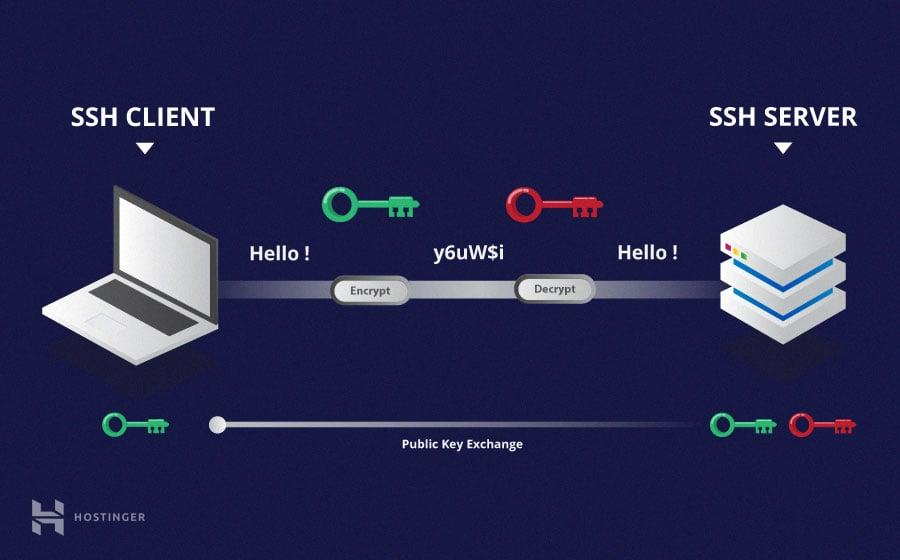 SSH CLIENT
SSH SERVER
Hello !
y6uW$i
Hello !
Encrypt
Decrypt
Public Key Exchange
HOSTINGER